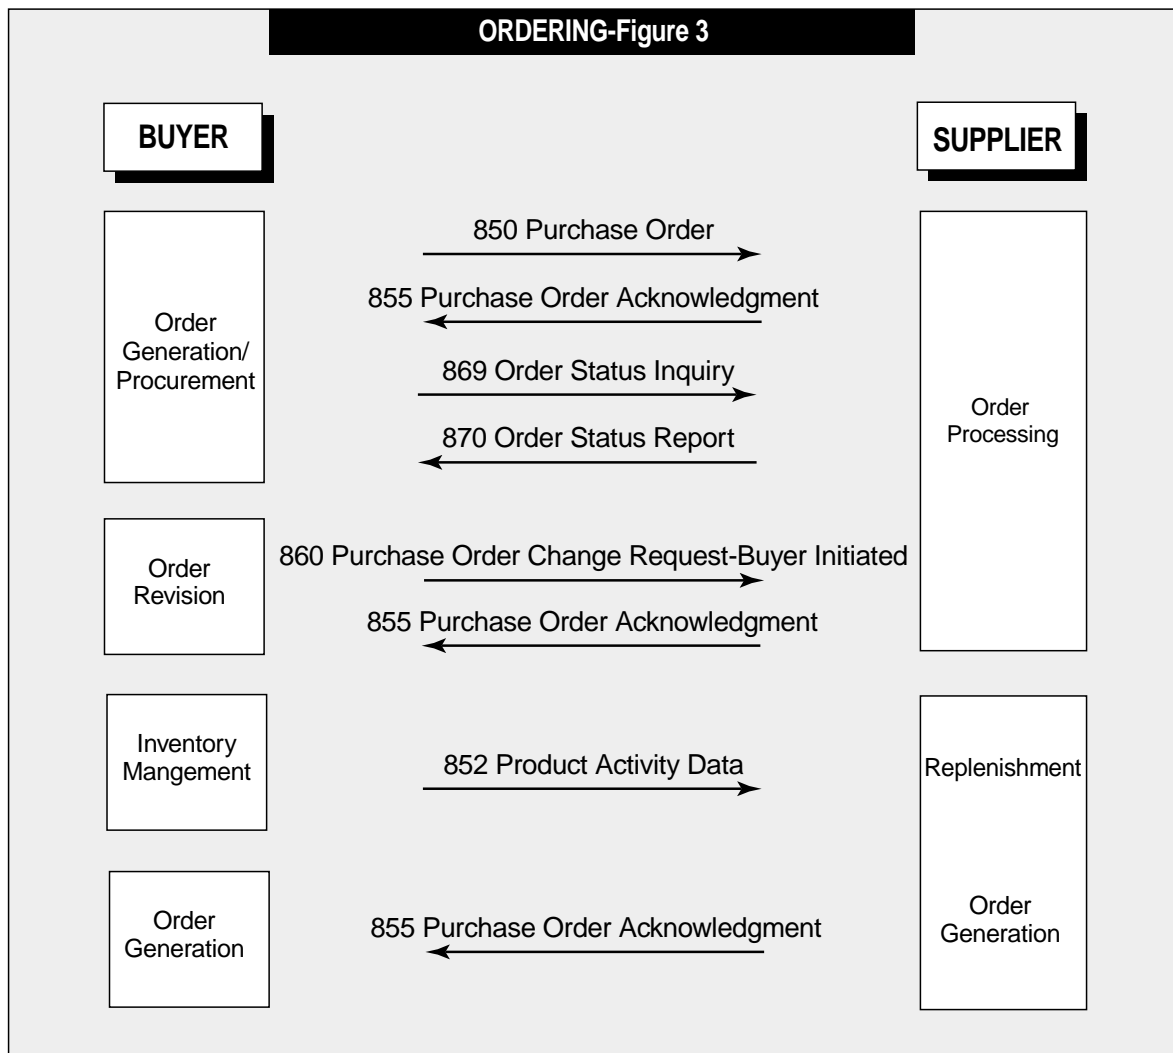 ORDERING-Figure 3
BUYER
SUPPLIER
850 Purchase Order
855 Purchase Order Acknowledgment
Order
Generation/
Procurement
869 Order Status Inquiry
870 Order Status Report
Order
Processing
Order
Revision
860 Purchase Order Change Request-Buyer Initiated
855 Purchase Order Acknowledgment
Inventory
Mangement
852 Product Activity Data
Replenishment
Order
Generation
855 Purchase Order Acknowledgment
Order
Generation